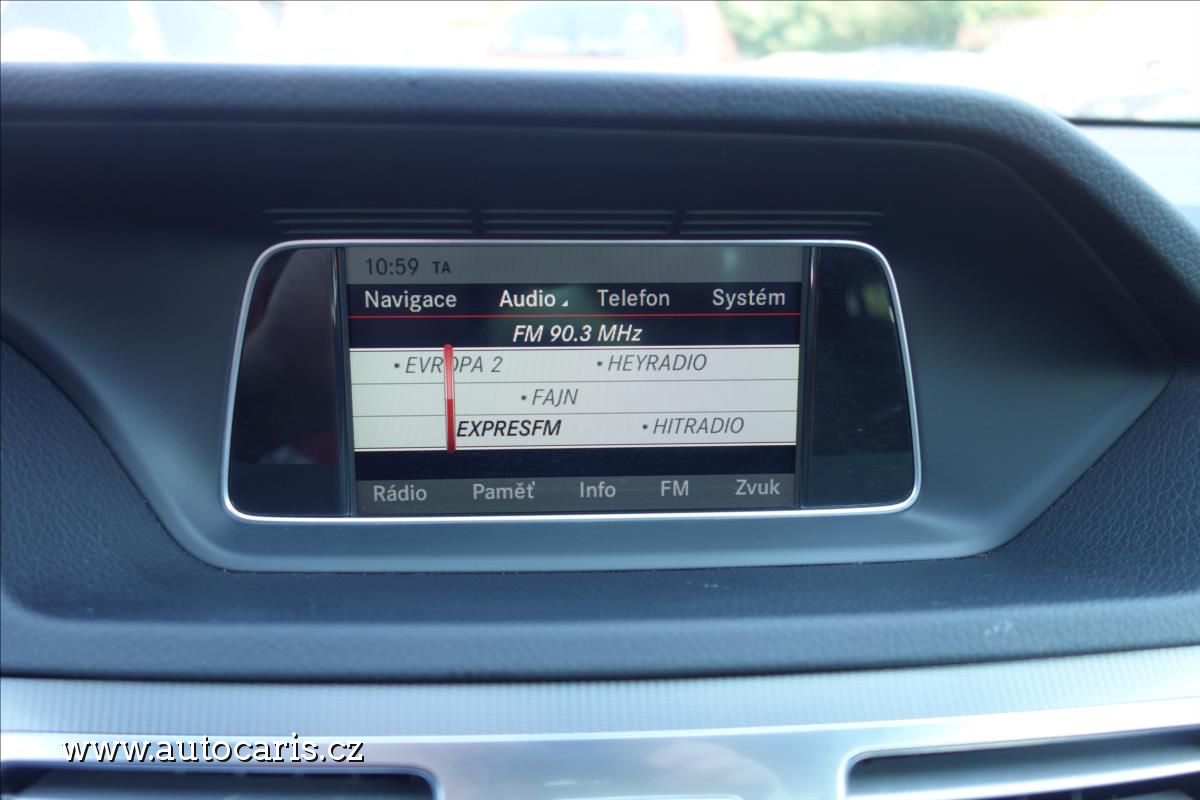 10:59 TA
Navigace Audio Telefon Systém
FM 90.3 MHz
• EVROPA 2 • HEYRADIO
• FAJN
EXPRESFM • HITRADIO
Rádio Paměť Info FM Zvuk
www.autocaris.cz